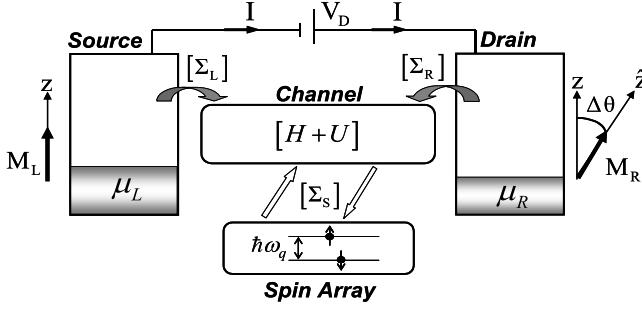 I V_D I
Source Drain
[Σ_L] [Σ_R]
z Channel z ẑ
Δθ
[H + U]
M_L M_R
μ_L μ_R
[Σ_S]
ħω_q
Spin Array